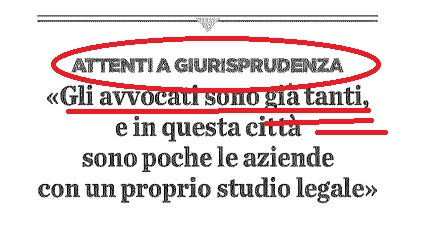 ATTENTI A GIURISPRUDENZA
«Gli avvocati sono già tanti,
e in questa città
sono poche le aziende
con un proprio studio legale»